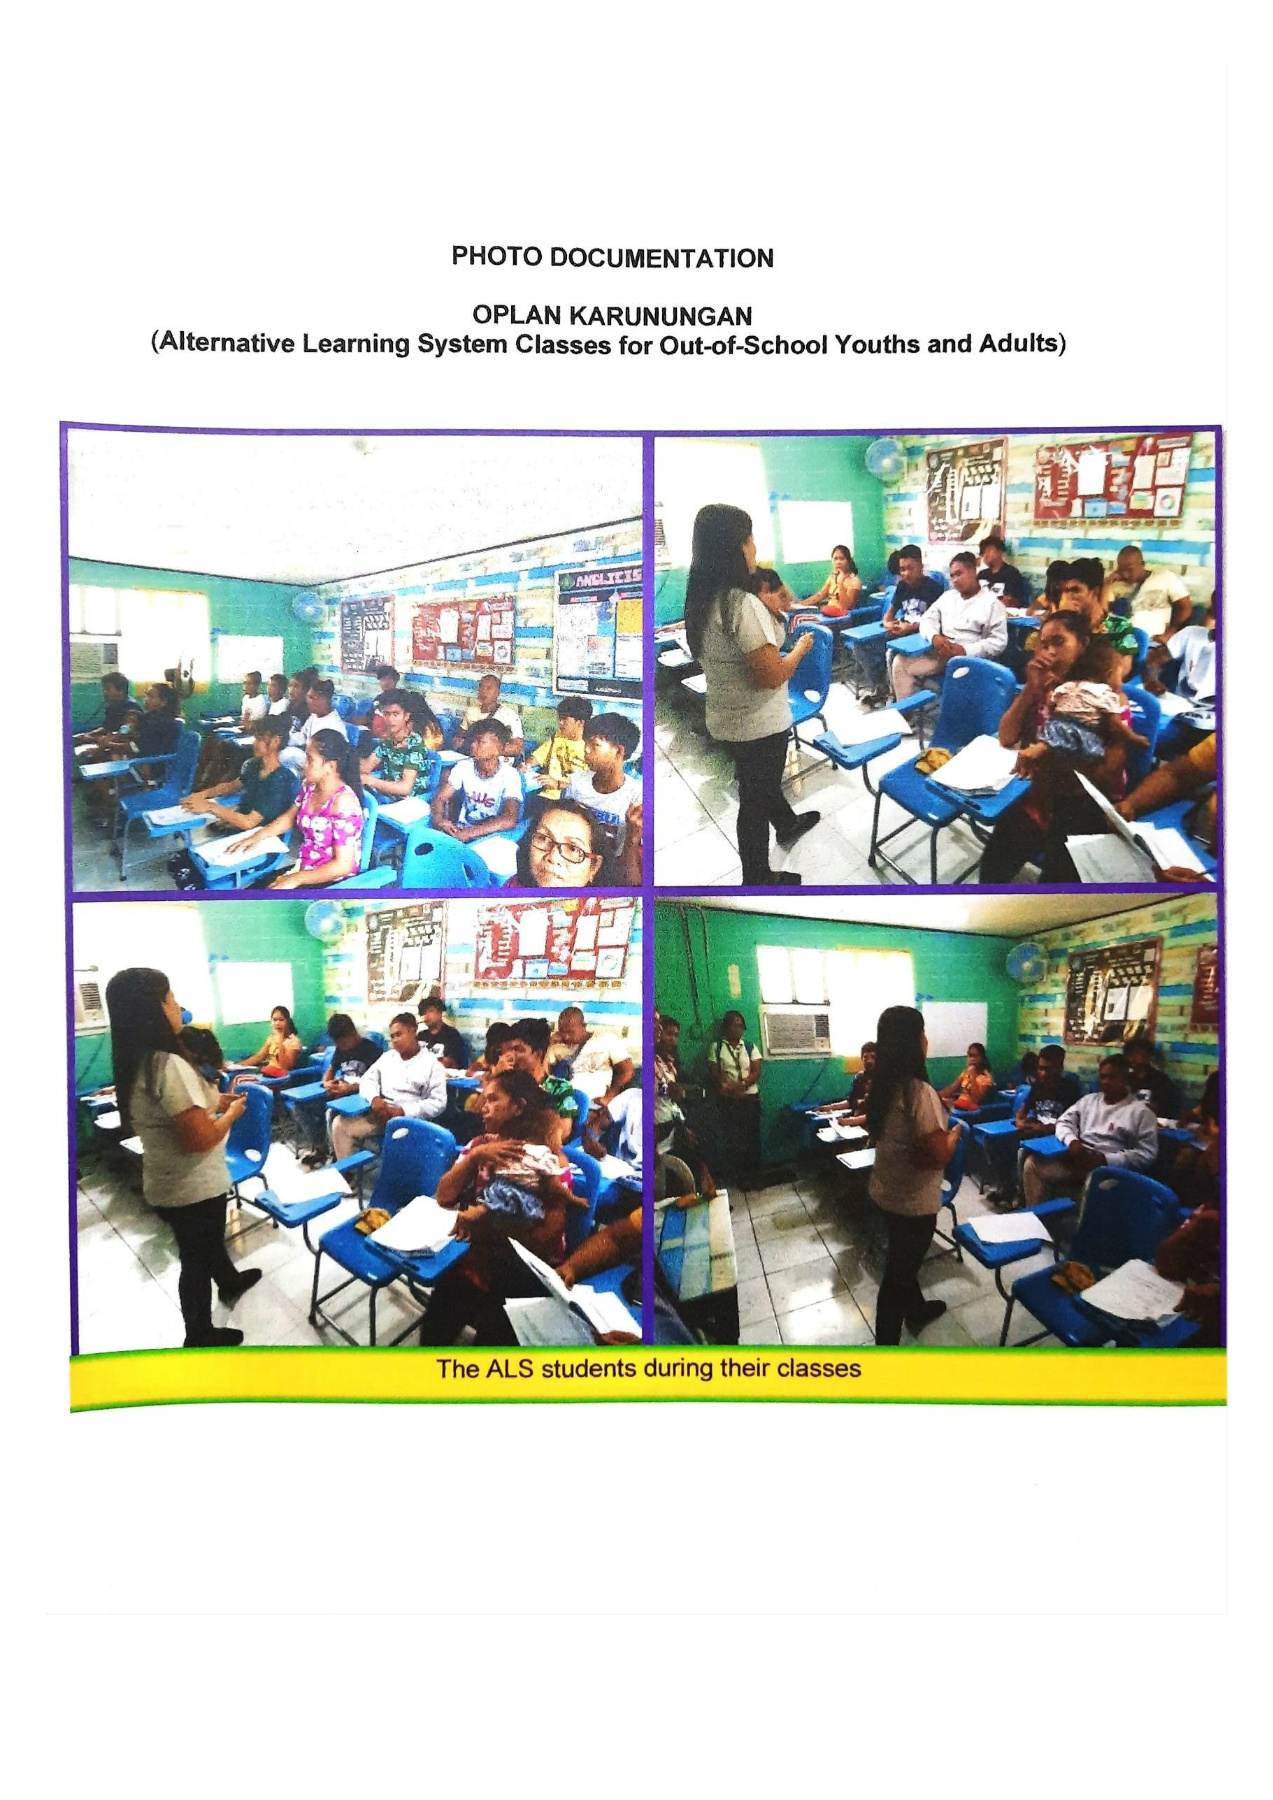 PHOTO DOCUMENTATION
OPLAN KARUNUNGAN
(Alternative Learning System Classes for Out-of-School Youths and Adults)
The ALS students during their classes